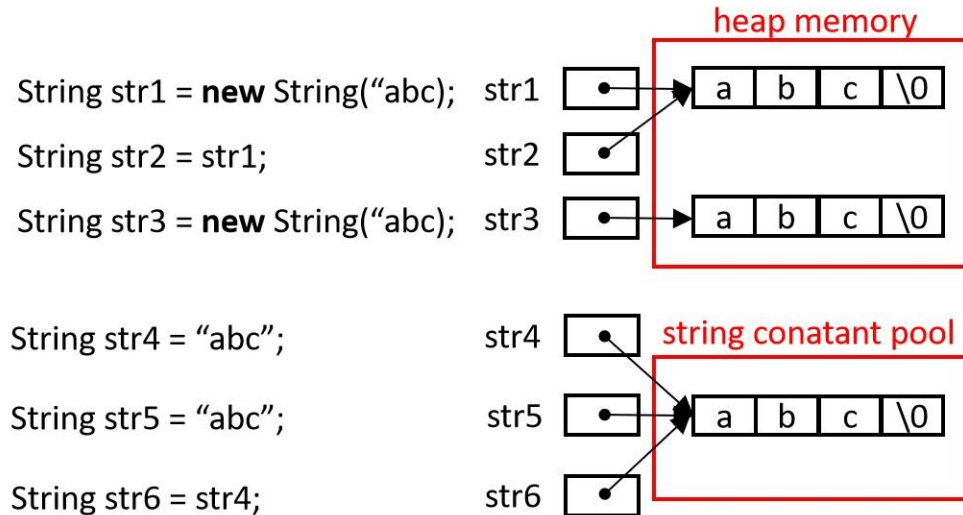 heap memory
String str1 = new String(“abc); str1 a b c \0
String str2 = str1; str2
String str3 = new String(“abc); str3 a b c \0
String str4 = “abc”; str4 string conatant pool
String str5 = “abc”; str5 a b c \0
String str6 = str4; str6